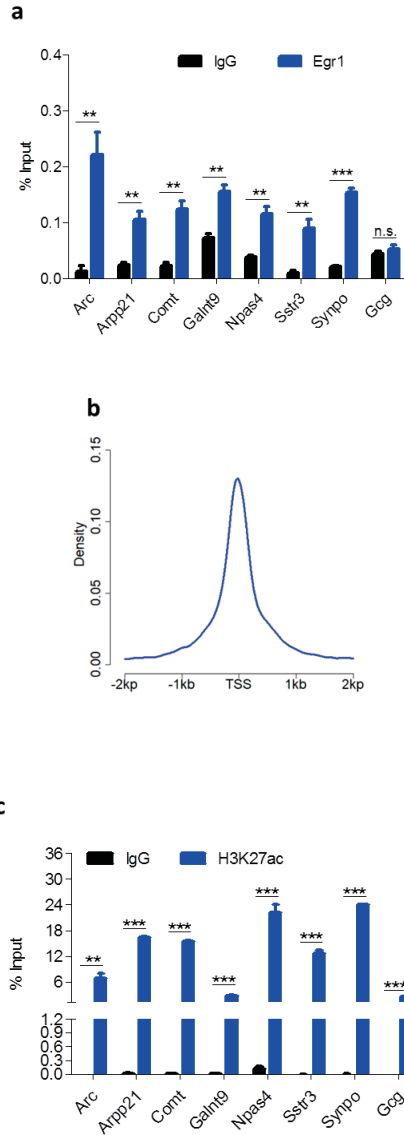 a
IgG Egr1
% Input
0.4
0.3
0.2
0.1
0.0
** ** ** ** ** ** *** n.s.
Arc Arpp21 Comt Galnt9 Npas4 Sstr3 Synpo Gcg
b
Density
0.15
0.10
0.05
0.00
-2kp -1kb TSS 1kb 2kp
c
IgG H3K27ac
% Input
36
30
24
18
12
6
1.2
0.9
0.6
0.3
0.0
** *** *** *** *** *** *** ***
Arc Arpp21 Comt Galnt9 Npas4 Sstr3 Synpo Gcg